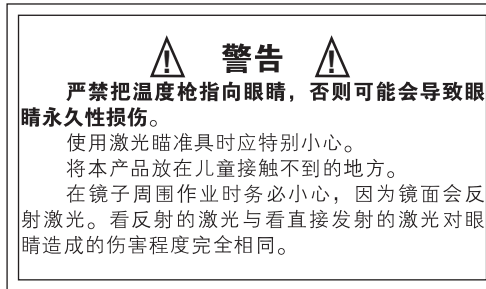 警告
严禁把温度枪指向眼睛，否则可能会导致眼
睛永久性损伤。
使用激光瞄准具时应特别小心。
将本产品放在儿童接触不到的地方。
在镜子周围作业时务必小心，因为镜面会反
射激光。看反射的激光与看直接发射的激光对眼
睛造成的伤害程度完全相同。